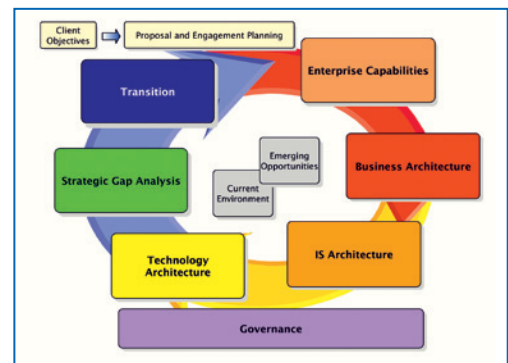 Client
Objectives
Proposal and Engagement Planning
Enterprise Capabilities
Transition
Emerging
Opportunities
Business Architecture
Strategic Gap Analysis
Current
Environment
IS Architecture
Technology
Architecture
Governance